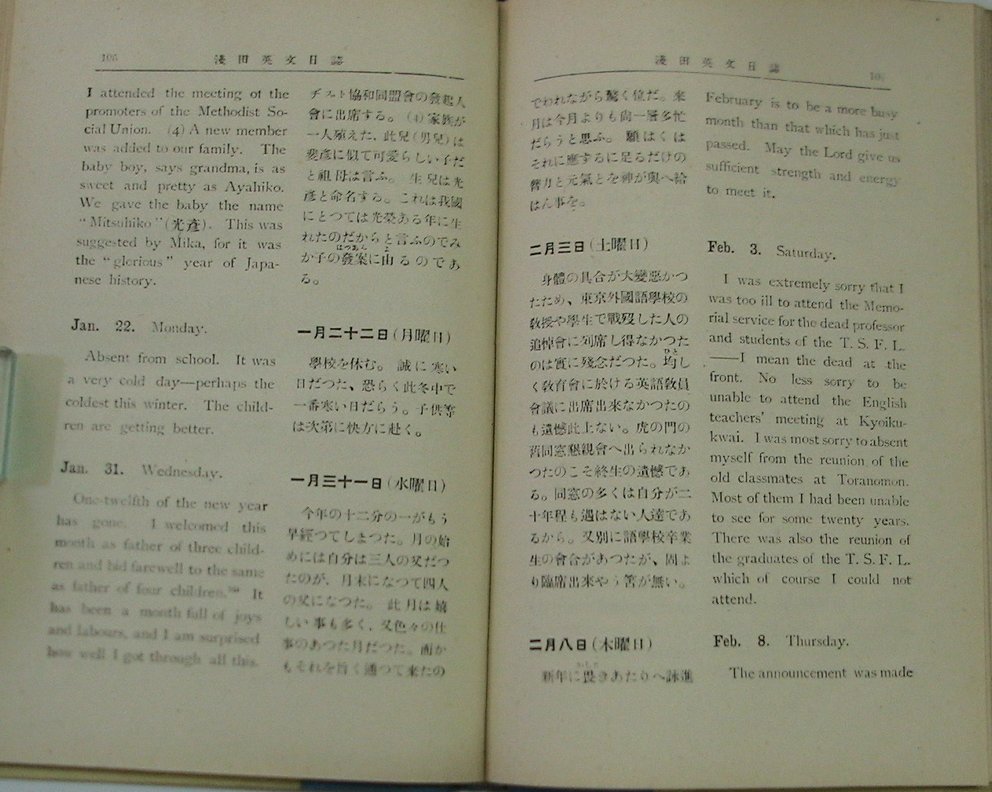 106
淺田英文日誌
I attended the meeting of the
promoters of the Methodist So-
cial Union. (4) A new member
was added to our family. The
baby boy, says grandma, is as
sweet and pretty as Ayahiko.
We gave the baby the name
"Mitsuhiko" (光彥). This was
suggested by Mika, for it was
the "glorious" year of Japa-
nese history.
Jan. 22. Monday.
Absent from school. It was
a very cold day—perhaps the
coldest this winter. The child-
ren are getting better.
Jan. 31. Wednesday.
One-twelfth of the new year
has gone. I welcomed this
month as father of three child-
ren and bid farewell to the same
as father of four children. It
has been a month full of joys
and labours, and I am surprised
how well I got through all this.
ヂスト協和同盟會の發起人
會に出席する。(4) 家族が
一人殖えた、此兒(男兒)は
斐彥に似て可愛らしい子だ
と祖母は言ふ。生兒は光
彥と命名する。これは我國
にとつては光榮ある年に生
れたのだからと言ふのでみ
か子の發案に由るのであ
る。
一月二十二日(月曜日)
學校を休む。誠に寒い
日だつた、恐らく此冬中で
一番寒い日だらう。子供等
は次第に快方に赴く。
一月三十一日(水曜日)
今年の十二分の一がもう
早經つてしまつた。月の始
めには自分は三人の父だつ
たのが、月末になつて四人
の父になつた。此月は嬉
しい事も多く、又色々の仕
事のあつた月だつた。而か
もそれを旨く通つて來たの
淺田英文日誌
でわれながら驚く位だ。來
月は今月よりも尙一層多忙
だらうと思ふ。願はくは
それに應ずるに足るだけの
膂力と元氣とを神が與へ給
はん事を。
二月三日(土曜日)
身體の具合が大變惡かつ
たため、東京外國語學校の
敎授や學生で戰歿した人の
追悼會に列席し得なかつた
のは實に殘念だつた。均し
く敎育會に於ける英語敎員
會議に出席出來なかつたの
も遺憾此上ない。虎の門の
舊同窓懇親會へ出られなか
つたのこそ終生の遺憾であ
る。同窓の多くは自分が二
十年程も遇はない人達であ
るから。又別に語學校卒業
生の會合があつたが、固よ
り臨席出來やう筈が無い。
二月八日(木曜日)
新年に畏きあたりへ詠進
February is to be a more busy
month than that which has just
passed. May the Lord give us
sufficient strength and energy
to meet it.
Feb. 3. Saturday.
I was extremely sorry that I
was too ill to attend the Memo-
rial service for the dead professor
and students of the T. S. F. L.
——I mean the dead at the
front. No less sorry to be
unable to attend the English
teachers' meeting at Kyoiku-
kwai. I was most sorry to absent
myself from the reunion of the
old classmates at Toranomon.
Most of them I had been unable
to see for some twenty years.
There was also the reunion of
the graduates of the T. S. F. L.
which of course I could not
attend.
Feb. 8. Thursday.
The announcement was made